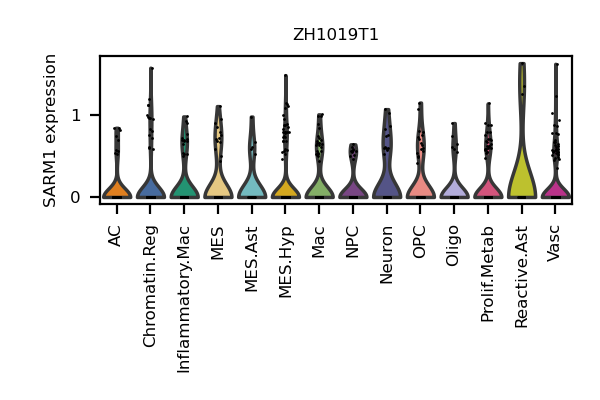 ZH1019T1
SARM1 expression
1
0
AC
Chromatin.Reg
Inflammatory.Mac
MES
MES.Ast
MES.Hyp
Mac
NPC
Neuron
OPC
Oligo
Prolif.Metab
Reactive.Ast
Vasc